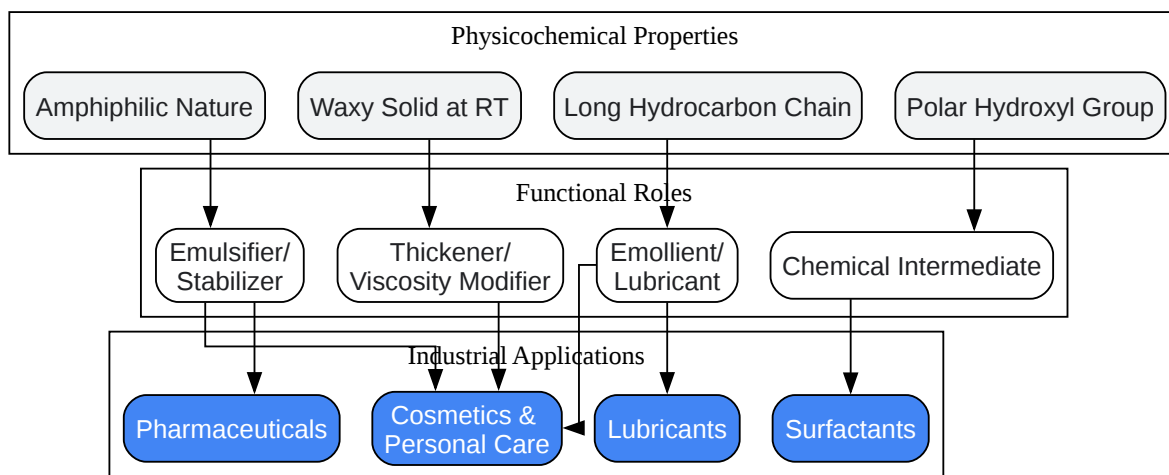 Physicochemical Properties
Amphiphilic Nature
Waxy Solid at RT
Long Hydrocarbon Chain
Polar Hydroxyl Group
Functional Roles
Emulsifier/
Stabilizer
Thickener/
Viscosity Modifier
Emollient/
Lubricant
Chemical Intermediate
Industrial Applications
Pharmaceuticals
Cosmetics &
Personal Care
Lubricants
Surfactants